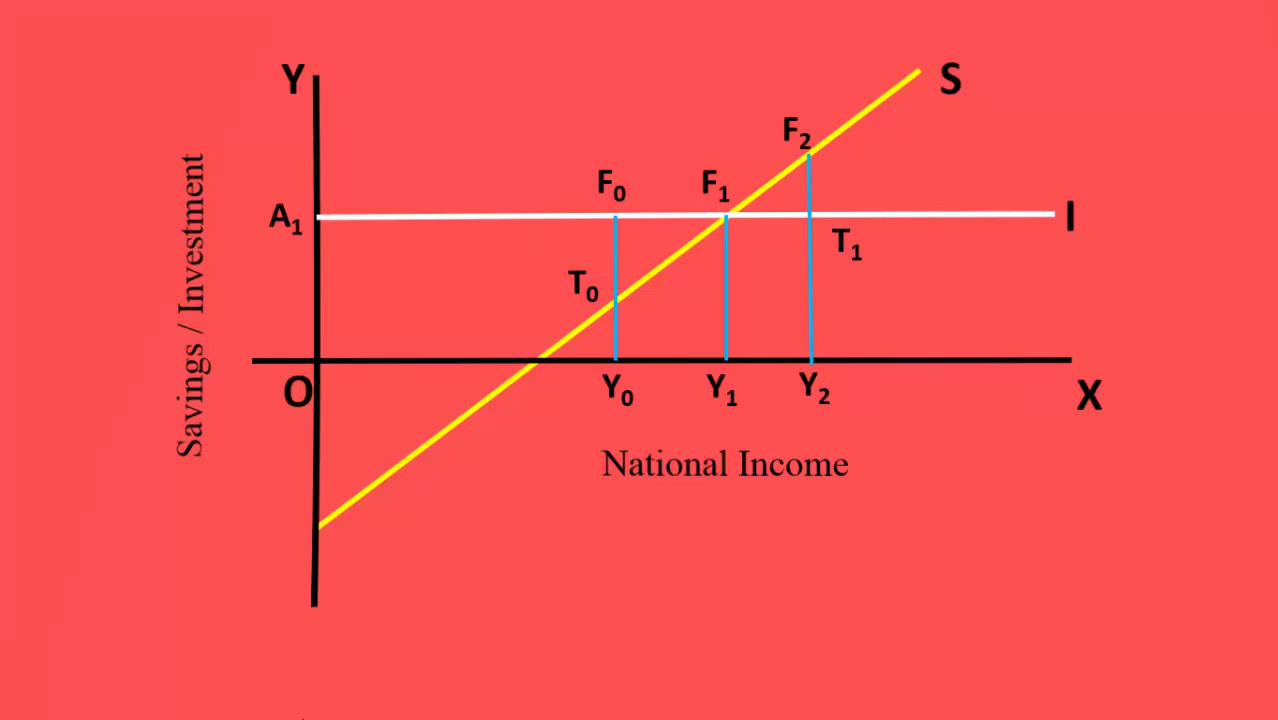 Y
S
F₂
F₀
F₁
A₁
I
T₁
T₀
Savings / Investment
O
Y₀
Y₁
Y₂
X
National Income